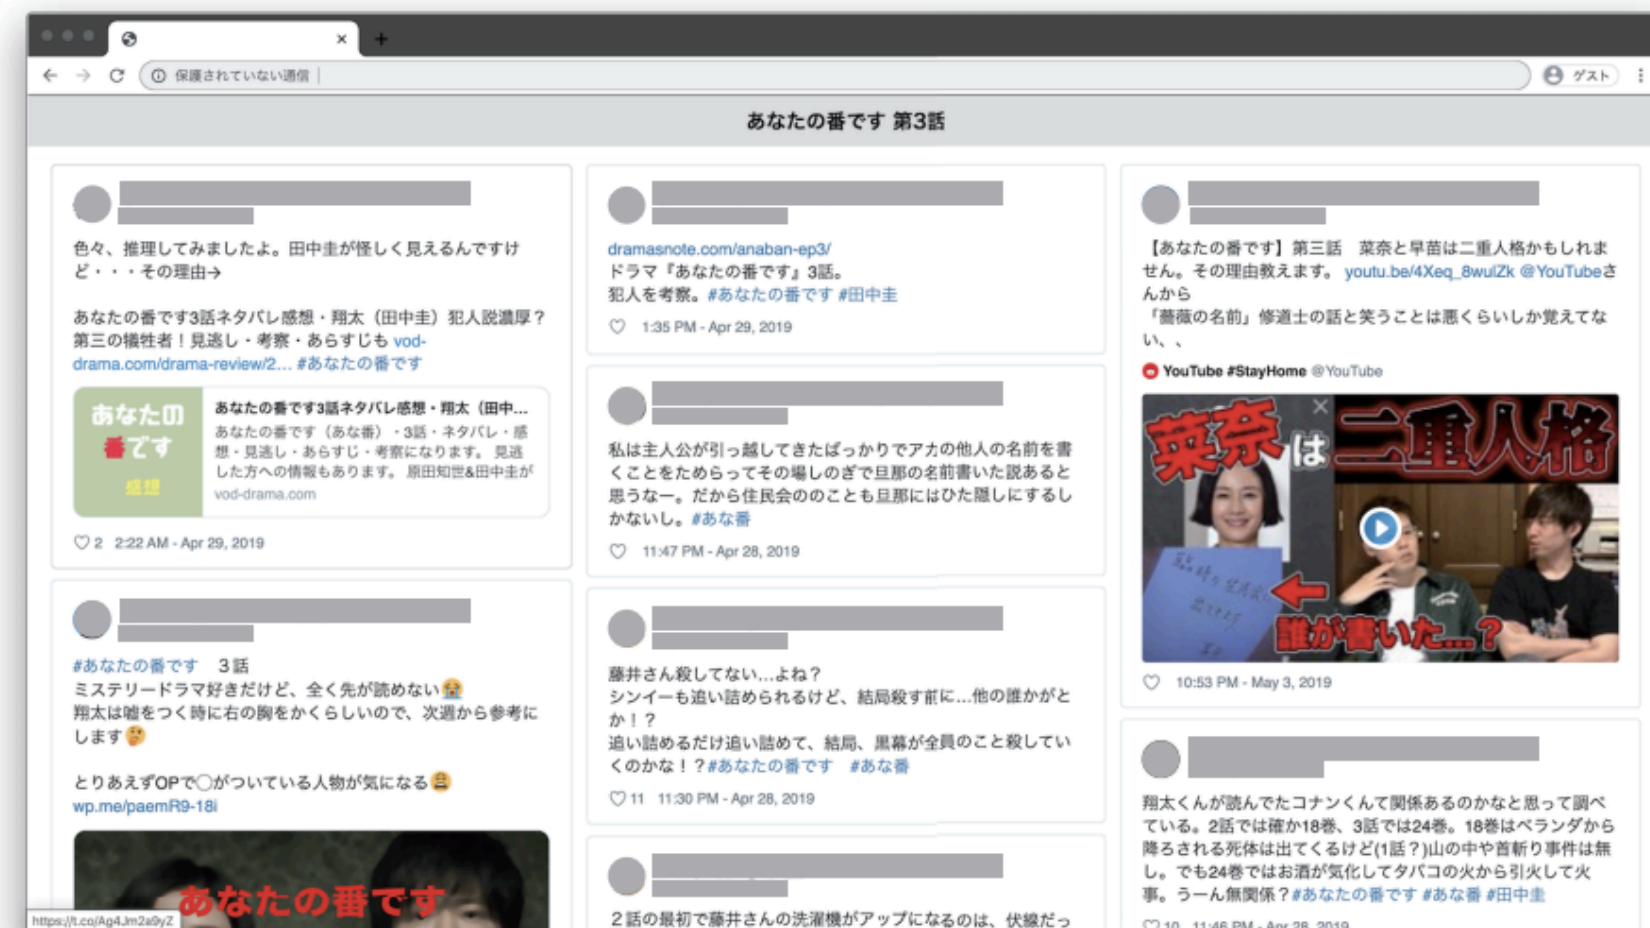 保護されていない通信
ゲスト
あなたの番です 第3話
色々、推理してみましたよ。田中圭が怪しく見えるんですけ
ど・・・その理由→
あなたの番です3話ネタバレ感想・翔太（田中圭）犯人説濃厚？
第三の犠牲者！見逃し・考察・あらすじも vod-
drama.com/drama-review/2... #あなたの番です
あなたの
番です
感想
あなたの番です3話ネタバレ感想・翔太（田中...
あなたの番です（あな番）・3話・ネタバレ・感
想・見逃し・あらすじ・考察になります。 見逃
した方への情報もあります。 原田知世&田中圭が
vod-drama.com
2 2:22 AM - Apr 29, 2019
#あなたの番です　３話
ミステリードラマ好きだけど、全く先が読めない😭
翔太は嘘をつく時に右の胸をかくらしいので、次週から参考に
します🤔
とりあえずOPで◯がついている人物が気になる😩
wp.me/paemR9-18i
あなたの番です
https://t.co/Ag4Jm2a9yZ
dramasnote.com/anaban-ep3/
ドラマ『あなたの番です』3話。
犯人を考察。#あなたの番です #田中圭
1:35 PM - Apr 29, 2019
私は主人公が引っ越してきたばっかりでアカの他人の名前を書
くことをためらってその場しのぎで旦那の名前書いた説あると
思うなー。だから住民会ののことも旦那にはひた隠しにするし
かないし。#あな番
11:47 PM - Apr 28, 2019
藤井さん殺してない…よね？
シンイーも追い詰められるけど、結局殺す前に…他の誰かがと
か！？
追い詰めるだけ追い詰めて、結局、黒幕が全員のこと殺してい
くのかな！？#あなたの番です　#あな番
11 11:30 PM - Apr 28, 2019
２話の最初で藤井さんの洗濯機がアップになるのは、伏線だっ
【あなたの番です】第三話　菜奈と早苗は二重人格かもしれま
せん。その理由教えます。 youtu.be/4Xeq_8wulZk @YouTubeさ
んから
「薔薇の名前」修道士の話と笑うことは悪くらいしか覚えてな
い、、
YouTube #StayHome @YouTube
菜奈は二重人格
誰が書いた...？
10:53 PM - May 3, 2019
翔太くんが読んでたコナンくんて関係あるのかなと思って調べ
ている。2話では確か18巻、3話では24巻。18巻はベランダから
降ろされる死体は出てくるけど(1話？)山の中や首斬り事件は無
し。でも24巻ではお酒が気化してタバコの火から引火して火
事。うーん無関係？#あなたの番です #あな番 #田中圭
10 11:46 PM - Apr 28, 2019